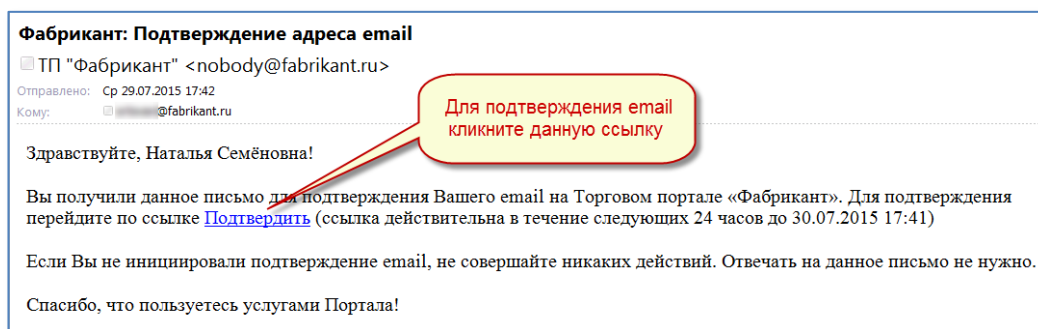 Фабрикант: Подтверждение адреса email
ТП "Фабрикант" <nobody@fabrikant.ru>
Отправлено: Ср 29.07.2015 17:42
Кому: @fabrikant.ru
Для подтверждения email
кликните данную ссылку
Здравствуйте, Наталья Семёновна!
Вы получили данное письмо для подтверждения Вашего email на Торговом портале «Фабрикант». Для подтверждения
перейдите по ссылке Подтвердить (ссылка действительна в течение следующих 24 часов до 30.07.2015 17:41)
Если Вы не инициировали подтверждение email, не совершайте никаких действий. Отвечать на данное письмо не нужно.
Спасибо, что пользуетесь услугами Портала!